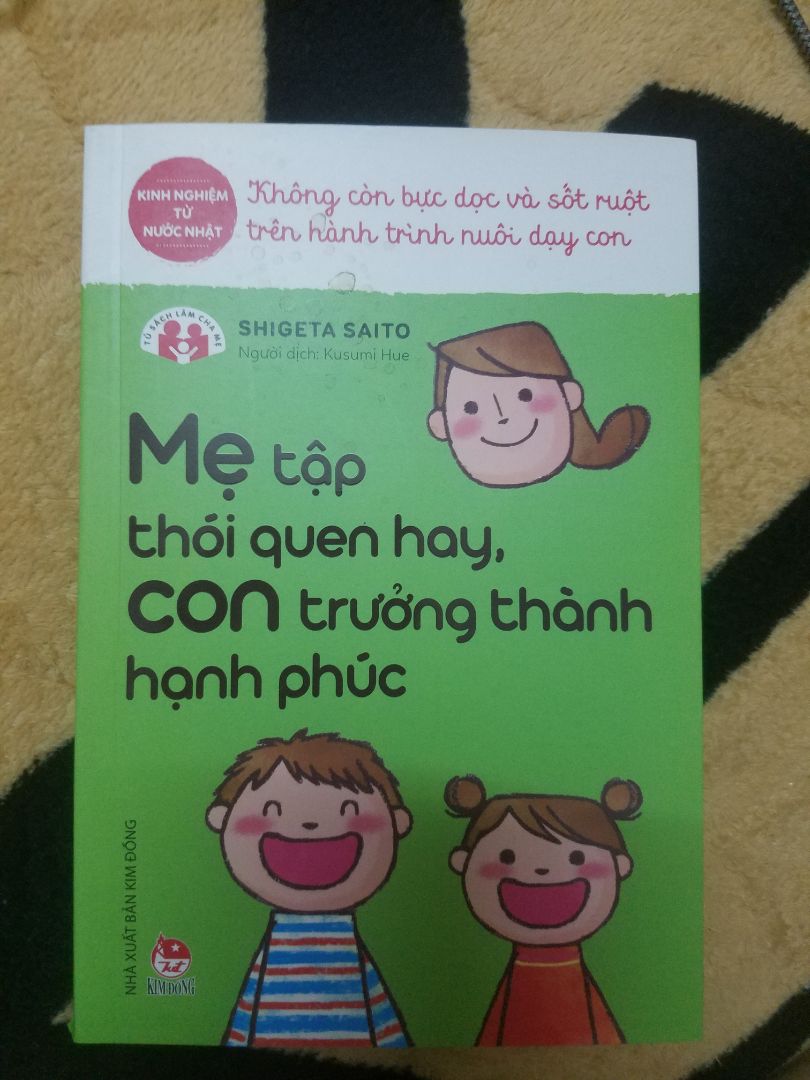 KINH NGHIỆM
TỪ
NƯỚC NHẬT
Không còn bực dọc và sốt ruột
trên hành trình nuôi dạy con
TỦ SÁCH LÀM CHA MẸ
SHIGETA SAITO
Người dịch: Kusumi Huê
Mẹ tập
thói quen hay,
con trưởng thành
hạnh phúc
NHÀ XUẤT BẢN KIM ĐỒNG
KIM ĐỒNG